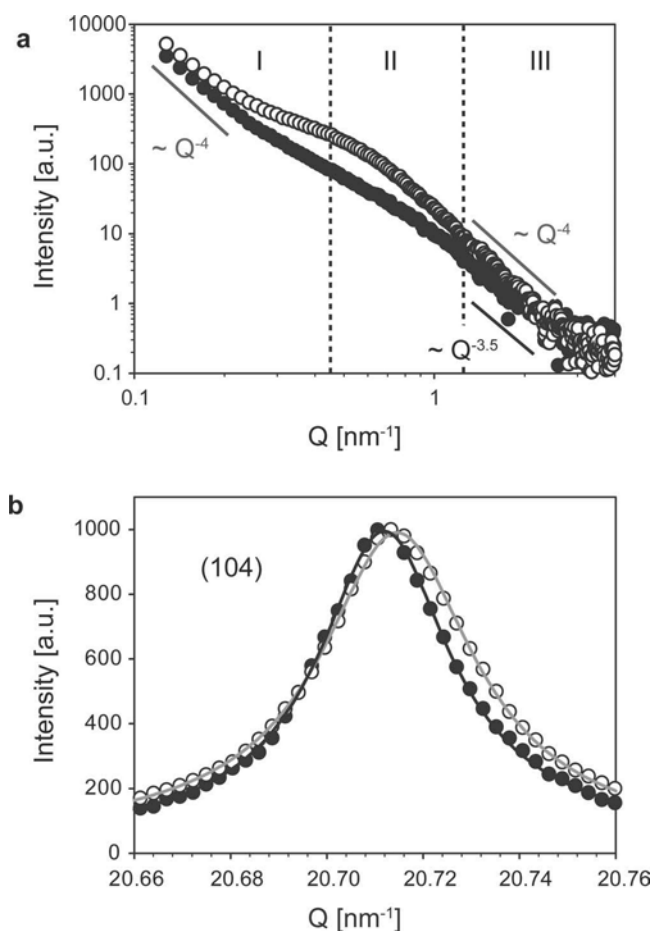 a
10000
1000
100
10
1
0.1
Intensity [a.u.]
I
II
III
~ Q⁻⁴
~ Q⁻⁴
~ Q⁻³·⁵
0.1
1
Q [nm⁻¹]
b
1000
800
600
400
200
0
Intensity [a.u.]
(104)
20.66
20.68
20.70
20.72
20.74
20.76
Q [nm⁻¹]